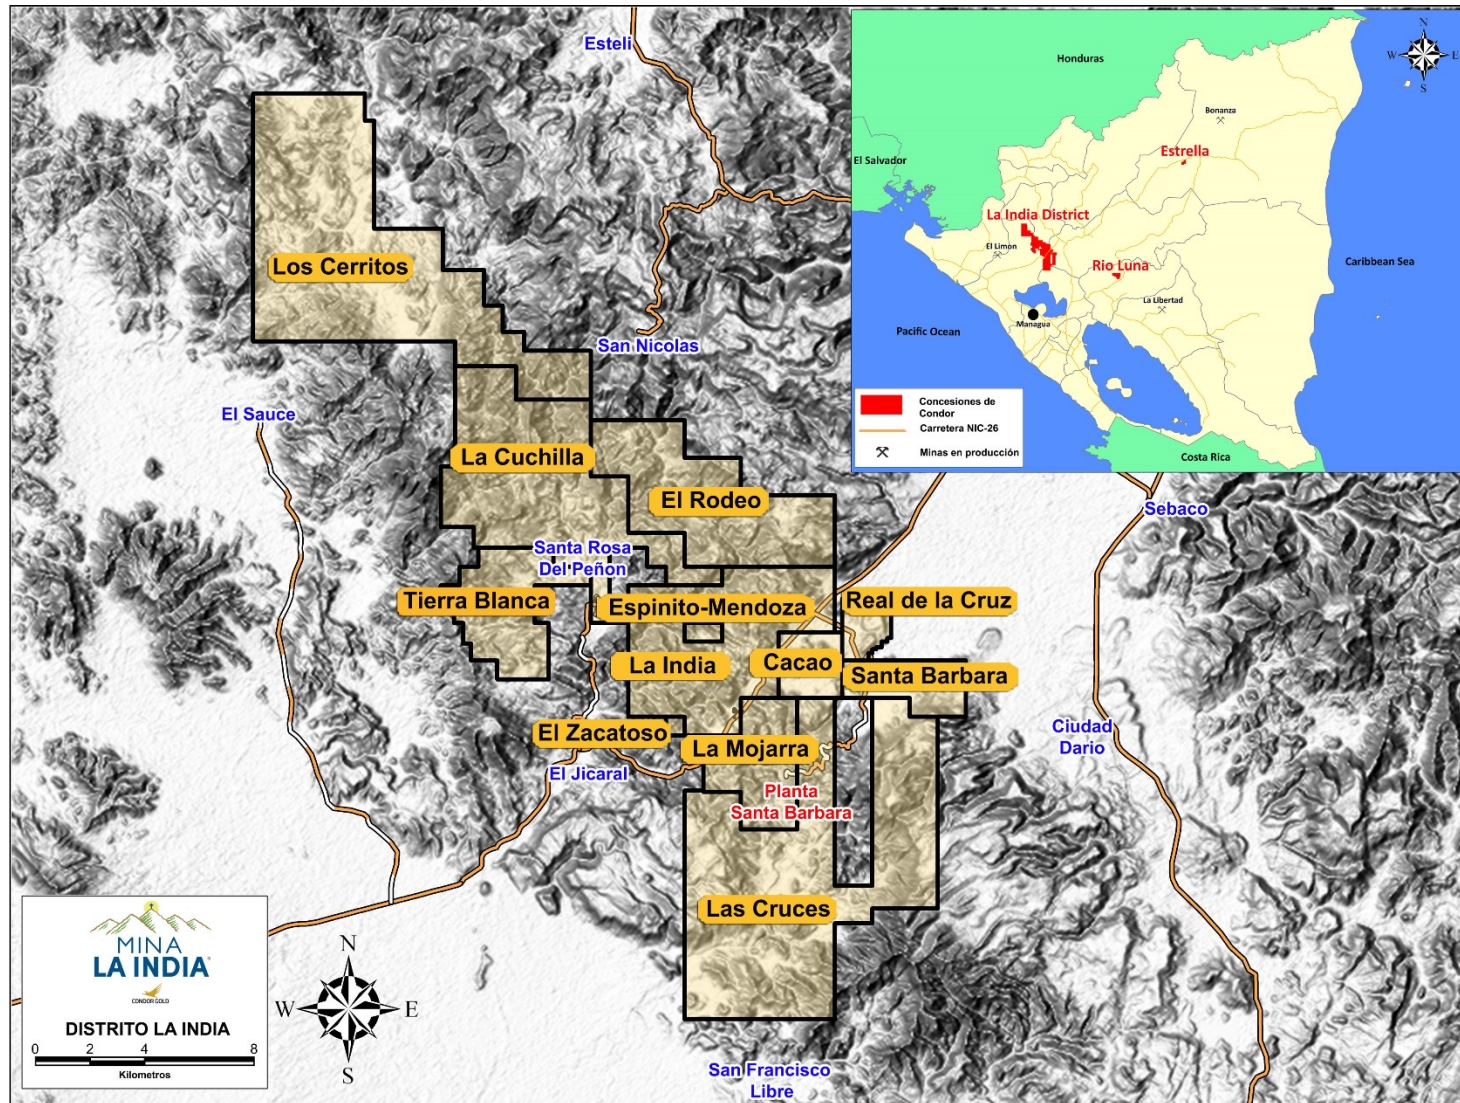 Esteli
Los Cerritos
San Nicolas
El Sauce
La Cuchilla
El Rodeo
Sebaco
Santa Rosa
Del Peñon
Tierra Blanca
Espinito-Mendoza
Real de la Cruz
La India
Cacao
Santa Barbara
El Zacatoso
La Mojarra
Ciudad
Dario
El Jicaral
Planta
Santa Barbara
Las Cruces
San Francisco
Libre
N
W
E
S
MINA
LA INDIA
CONDOR GOLD
DISTRITO LA INDIA
0 2 4 8
Kilometros
Honduras
N
W
E
S
Bonanza
El Salvador
Estrella
La India District
El Limon
Rio Luna
Caribbean Sea
La Libertad
Managua
Pacific Ocean
Concesiones de
Condor
Carretera NIC-26
Minas en producción
Costa Rica